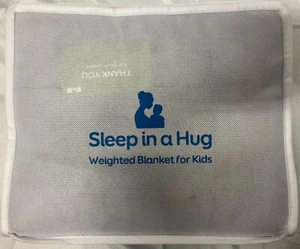 THANK YOU
Sleep in a Hug
Weighted Blanket for Kids